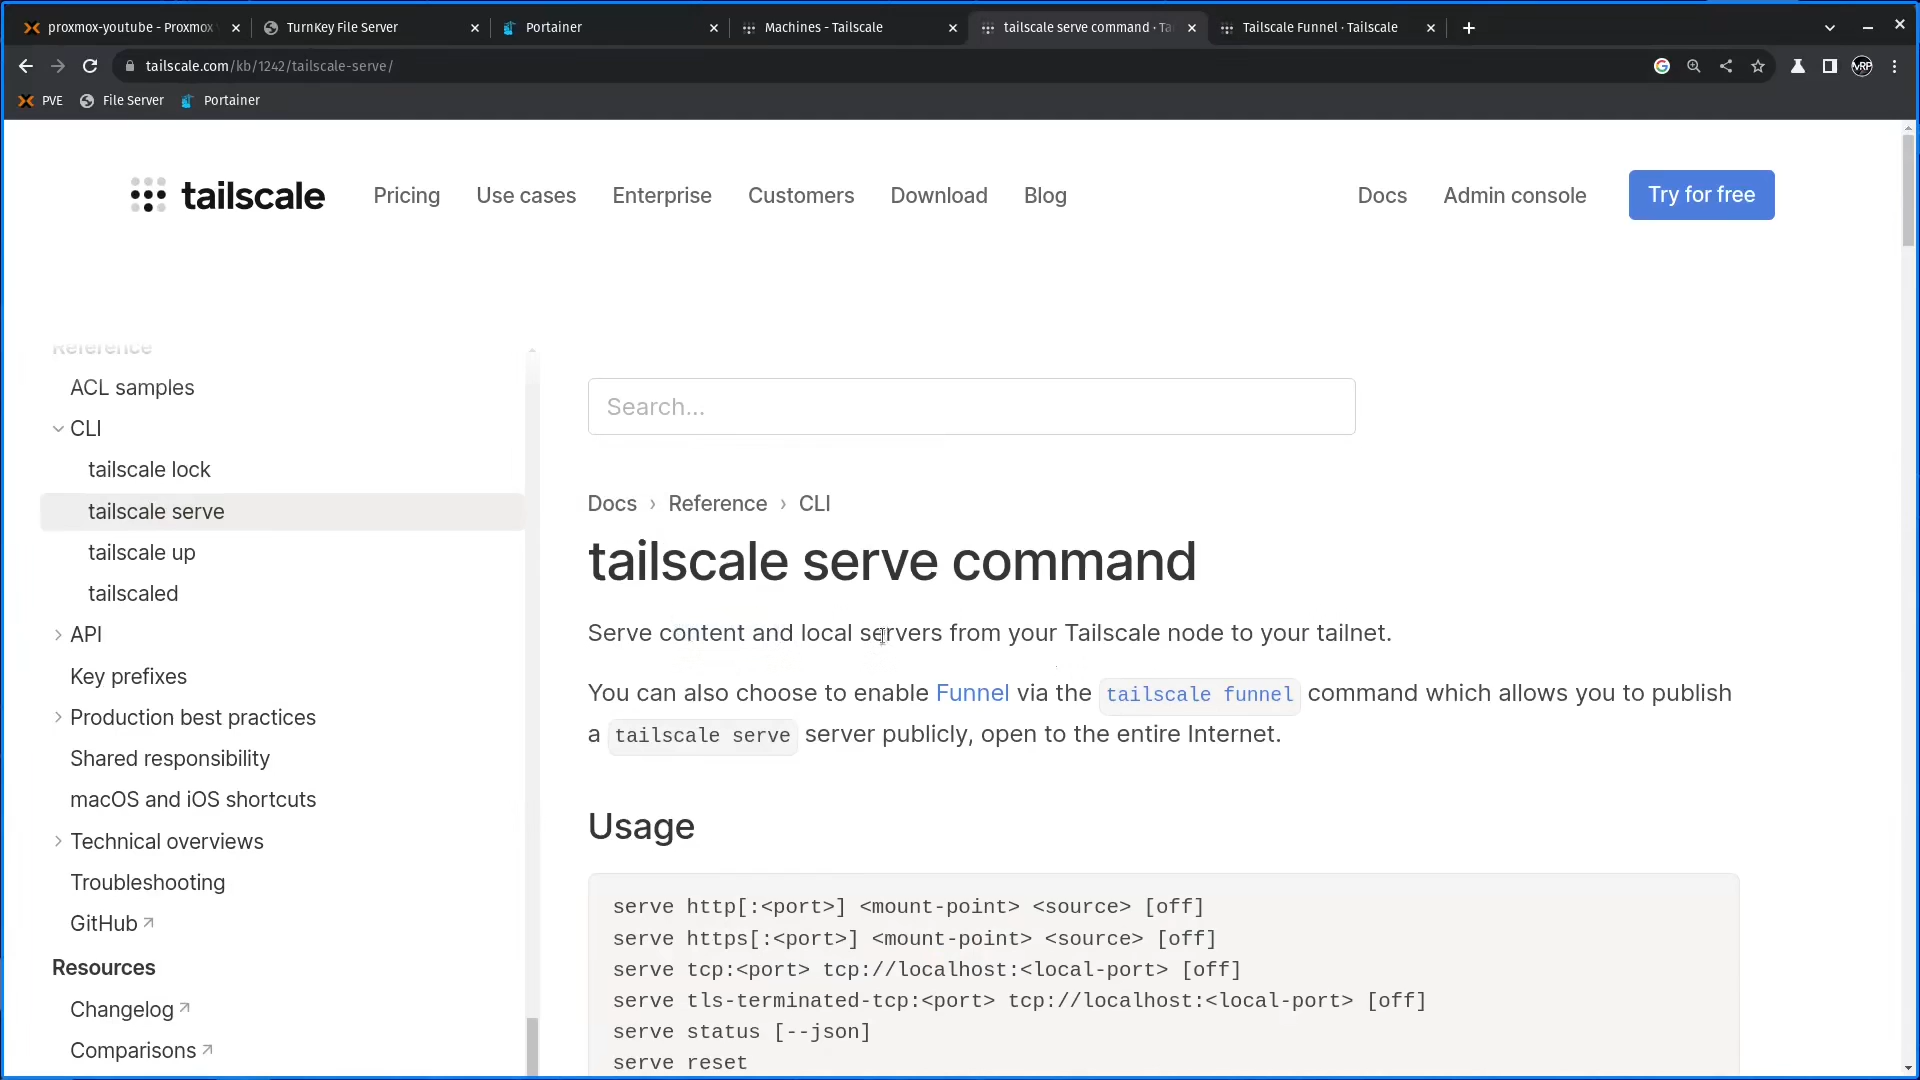 proxmox-youtube - Proxmox
TurnKey File Server
Portainer
Machines - Tailscale
tailscale serve command · Ta
Tailscale Funnel · Tailscale
tailscale.com/kb/1242/tailscale-serve/
VRP
PVE
File Server
Portainer
tailscale
Pricing
Use cases
Enterprise
Customers
Download
Blog
Docs
Admin console
Try for free
Reference
ACL samples
CLI
tailscale lock
tailscale serve
tailscale up
tailscaled
API
Key prefixes
Production best practices
Shared responsibility
macOS and iOS shortcuts
Technical overviews
Troubleshooting
GitHub
Resources
Changelog
Comparisons
Search...
Docs › Reference › CLI
tailscale serve command
Serve content and local servers from your Tailscale node to your tailnet.
You can also choose to enable Funnel via the tailscale funnel command which allows you to publish
a tailscale serve server publicly, open to the entire Internet.
Usage
serve http[:<port>] <mount-point> <source> [off]
serve https[:<port>] <mount-point> <source> [off]
serve tcp:<port> tcp://localhost:<local-port> [off]
serve tls-terminated-tcp:<port> tcp://localhost:<local-port> [off]
serve status [--json]
serve reset